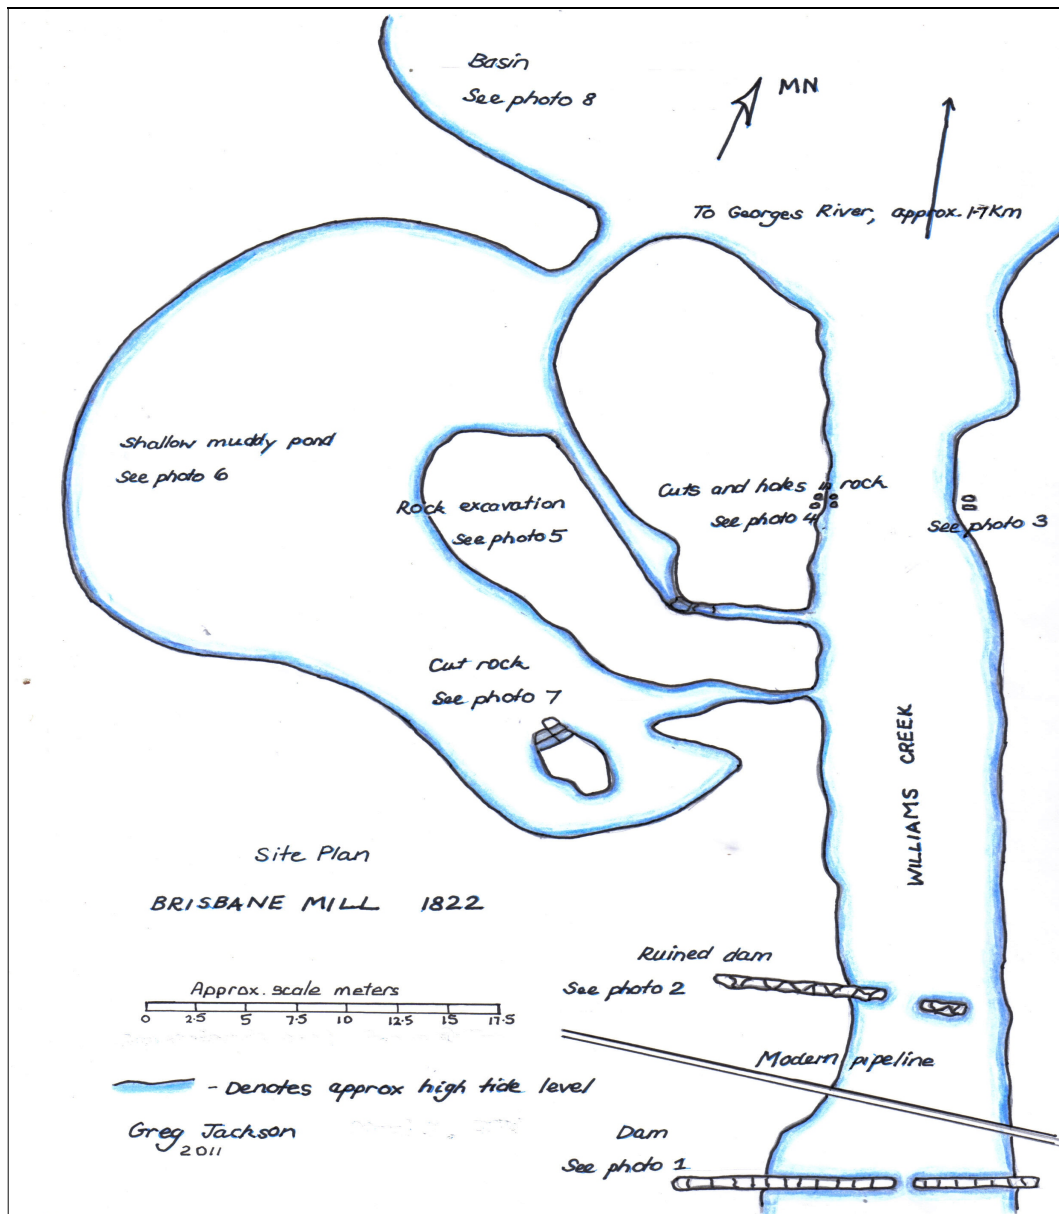 Basin
See photo 8
MN
To Georges River, approx. 1.7Km
Shallow muddy pond
See photo 6
Rock excavation
See photo 5
Cuts and holes in rock
See photo 4
See photo 3
Cut rock
See photo 7
WILLIAMS CREEK
Site Plan
BRISBANE MILL 1822
Ruined dam
See photo 2
Approx. scale meters
0 2.5 5 7.5 10 12.5 15 17.5
Modern pipeline
- Denotes approx high tide level
Greg Jackson
2011
Dam
See photo 1